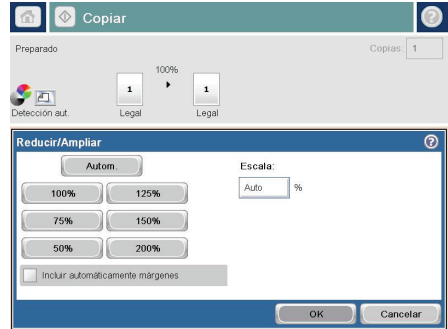 Copiar
Preparado
Copias: 1
100%
1 1
Detección aut. Legal Legal
Reducir/Ampliar
Autom. Escala:
100% 125% Auto %
75% 150%
50% 200%
Incluir automáticamente márgenes
OK Cancelar